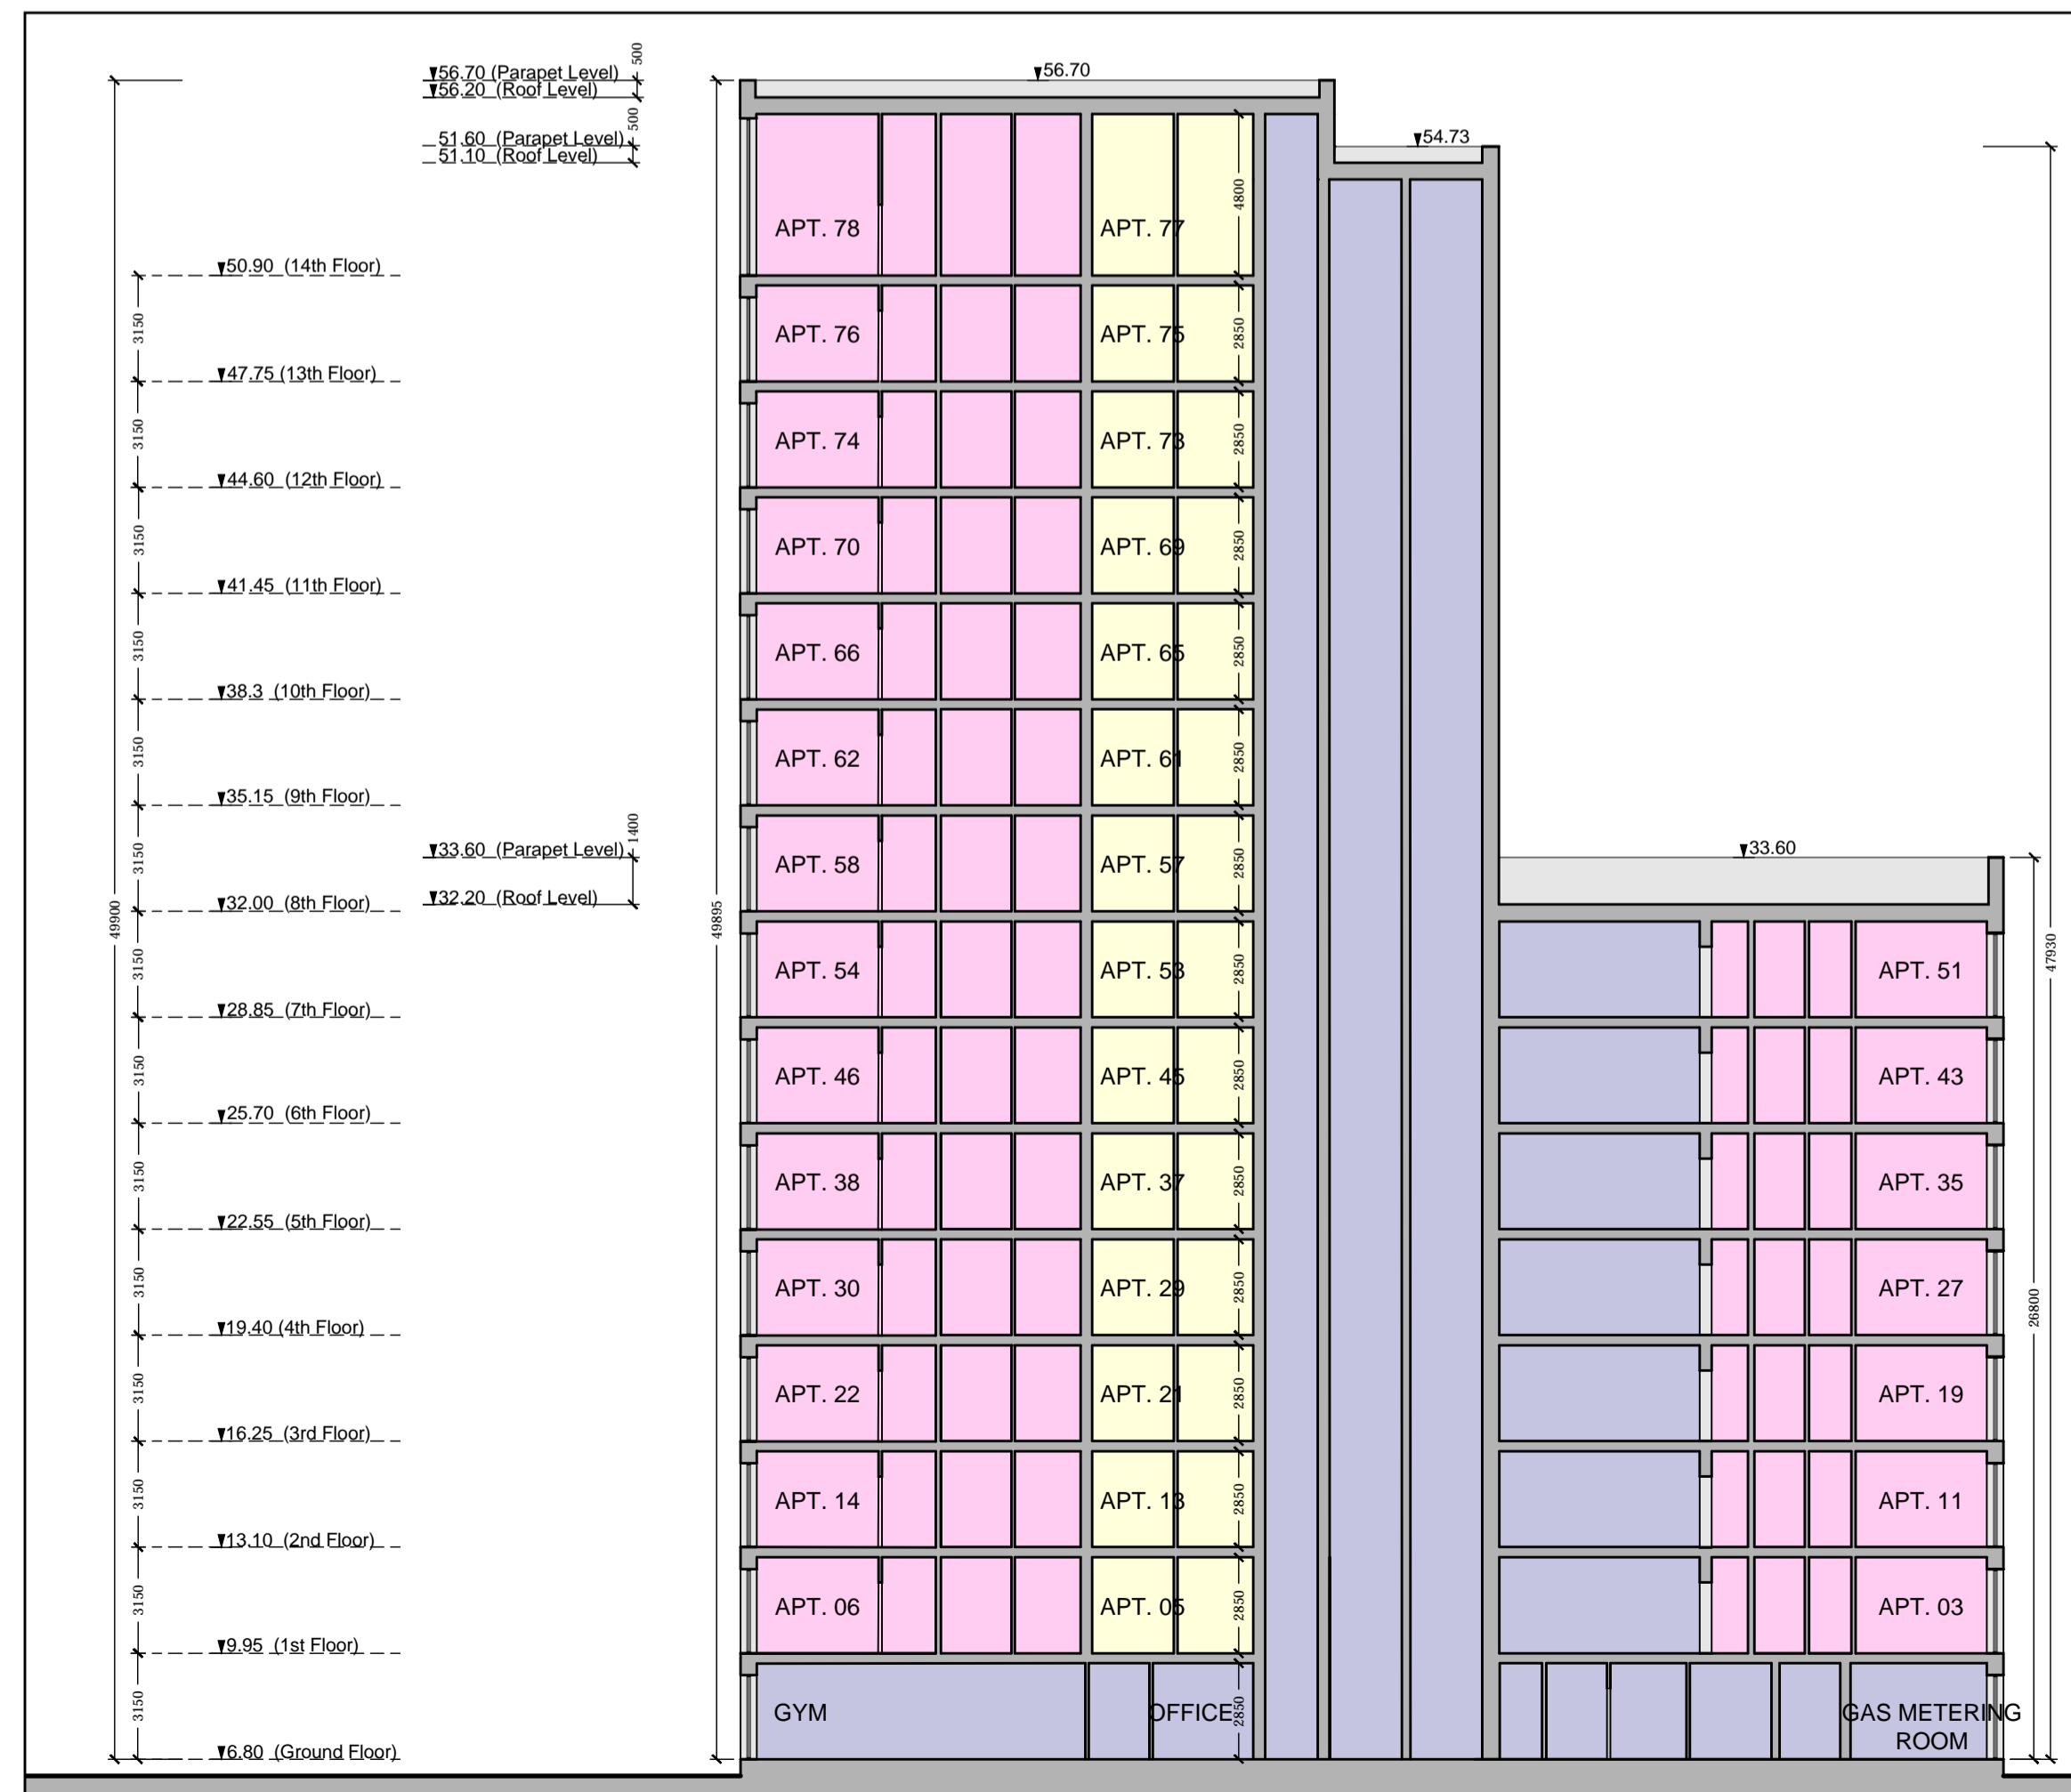 56.70 (Parapet Level)
56.20 (Roof Level)
500
51.60 (Parapet Level)
51.10 (Roof Level)
500
56.70
54.73
4800
APT. 78
APT. 77
50.90 (14th Floor)
3150
APT. 76
APT. 75
2850
47.75 (13th Floor)
3150
APT. 74
APT. 73
2850
44.60 (12th Floor)
3150
APT. 70
APT. 69
2850
41.45 (11th Floor)
3150
APT. 66
APT. 65
2850
38.3 (10th Floor)
3150
APT. 62
APT. 61
2850
35.15 (9th Floor)
3150
33.60 (Parapet Level)
1400
32.20 (Roof Level)
APT. 58
APT. 57
2850
33.60
32.00 (8th Floor)
49900
49895
47930
3150
APT. 54
APT. 53
2850
APT. 51
28.85 (7th Floor)
3150
APT. 46
APT. 45
2850
APT. 43
25.70 (6th Floor)
3150
APT. 38
APT. 37
2850
APT. 35
22.55 (5th Floor)
3150
APT. 30
APT. 29
2850
APT. 27
26800
19.40 (4th Floor)
3150
APT. 22
APT. 21
2850
APT. 19
16.25 (3rd Floor)
3150
APT. 14
APT. 13
2850
APT. 11
13.10 (2nd Floor)
3150
APT. 06
APT. 05
2850
APT. 03
9.95 (1st Floor)
3150
GYM
OFFICE
2850
GAS METERING
ROOM
6.80 (Ground Floor)